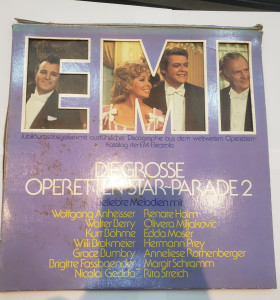 EMI
Jubiläumsausgabe mit ausführlicher Discographie aus dem weltweiten Operetten-
Katalog der EMI Electrola
DIE GROSSE
OPERETTEN-STAR-PARADE 2
Beliebte Melodien mit
Wolfgang Anheisser Renate Holm
Walter Berry Olivera Miljakovic
Kurt Böhme Edda Moser
Willi Brokmeier Hermann Prey
Grace Bumbry Anneliese Rothenberger
Brigitte Fassbaender Margit Schramm
Nicolai Gedda Rita Streich